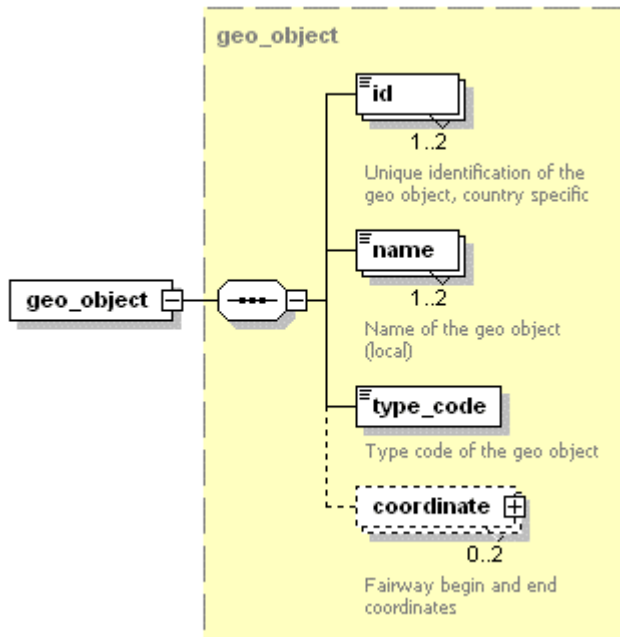 geo_object
id
1..2
Unique identification of the
geo object, country specific
name
1..2
Name of the geo object
(local)
geo_object
type_code
Type code of the geo object
coordinate
0..2
Fairway begin and end
coordinates